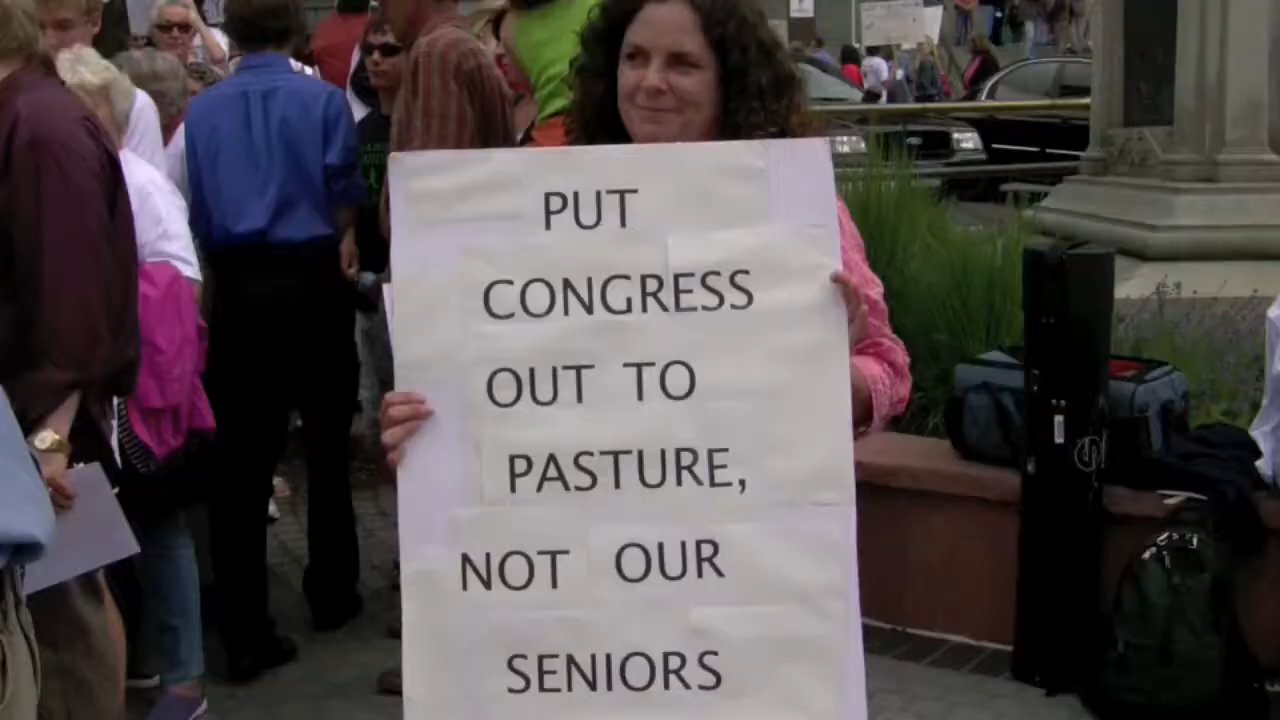 PUT
CONGRESS
OUT TO
PASTURE,
NOT OUR
SENIORS